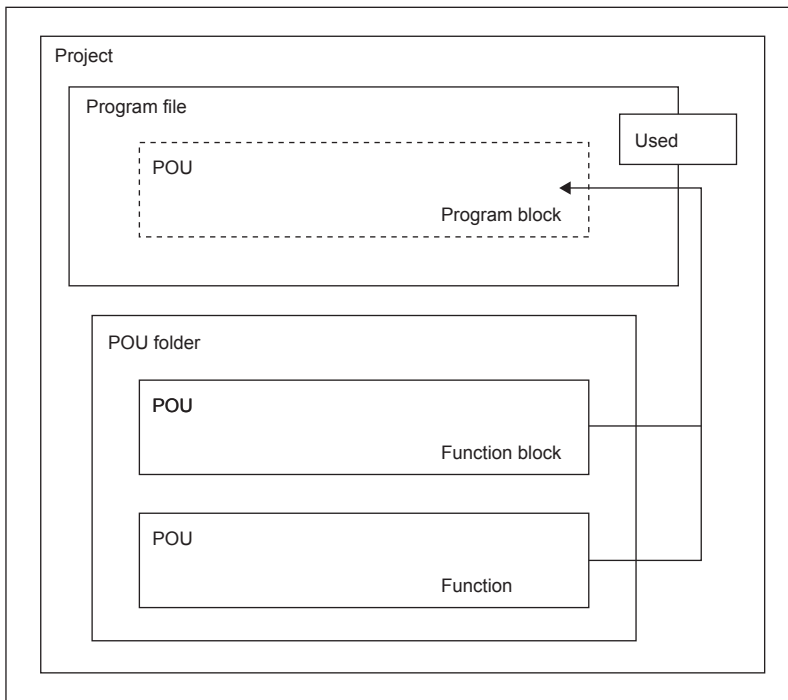 Project
Program file
Used
POU
Program block
POU folder
POU
Function block
POU
Function